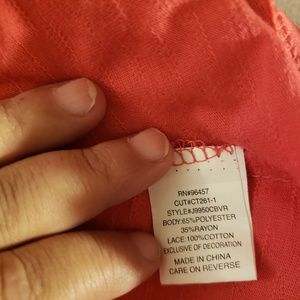 RN#96457
CUT#CT261-1
STYLE#J9950CBVR
BODY:65%POLYESTER
35%RAYON
LACE:100%COTTON
EXCLUSIVE OF DECORATION
MADE IN CHINA
CARE ON REVERSE